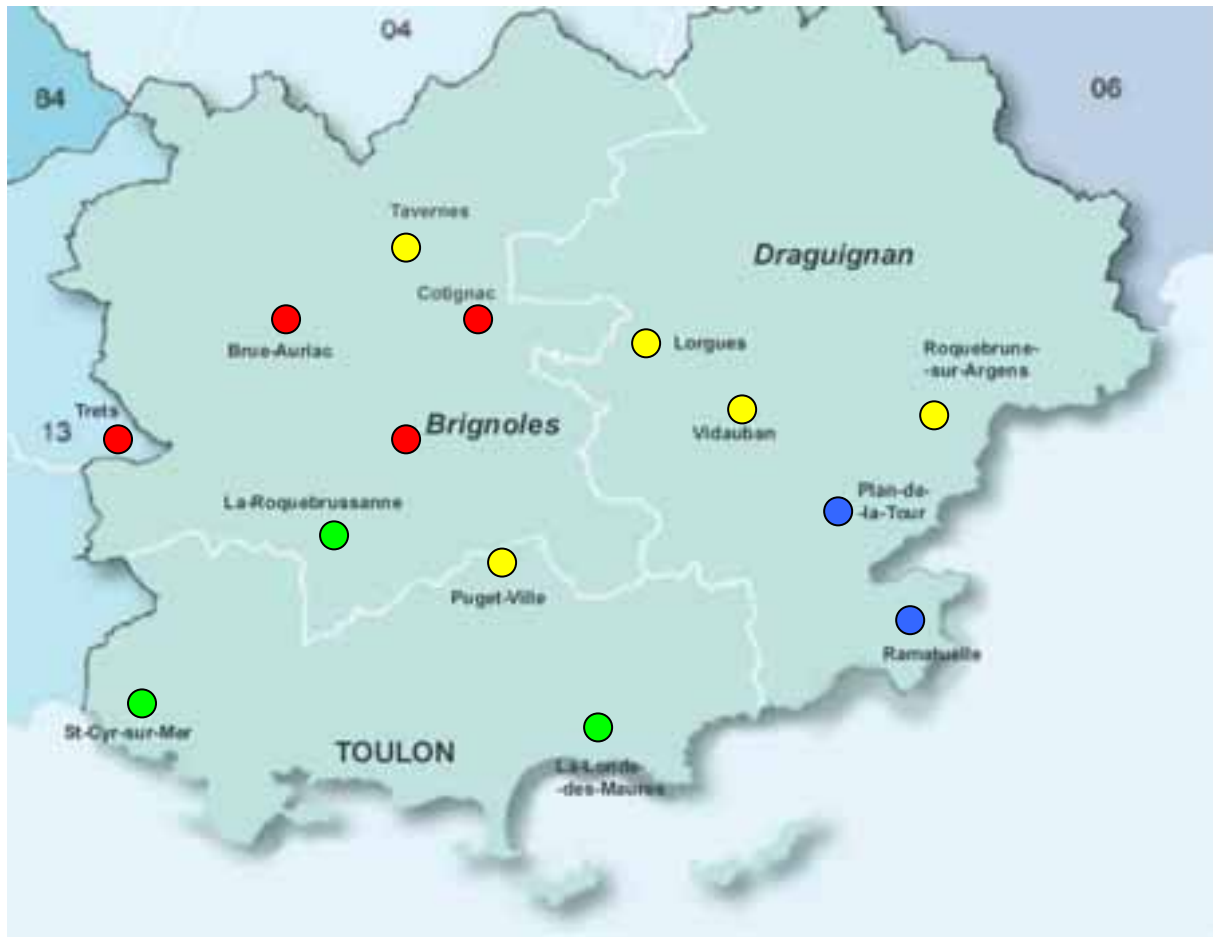 04
84
06
Tavernes
Draguignan
Cotignac
Brue-Auriac
Lorgues
Roquebrune-
-sur-Argens
Trets
13
Brignoles
Vidauban
La-Roquebrussanne
Plan-de-
-la-Tour
Puget-Ville
Ramatuelle
St-Cyr-sur-Mer
TOULON
La-Londe-
-des-Maures